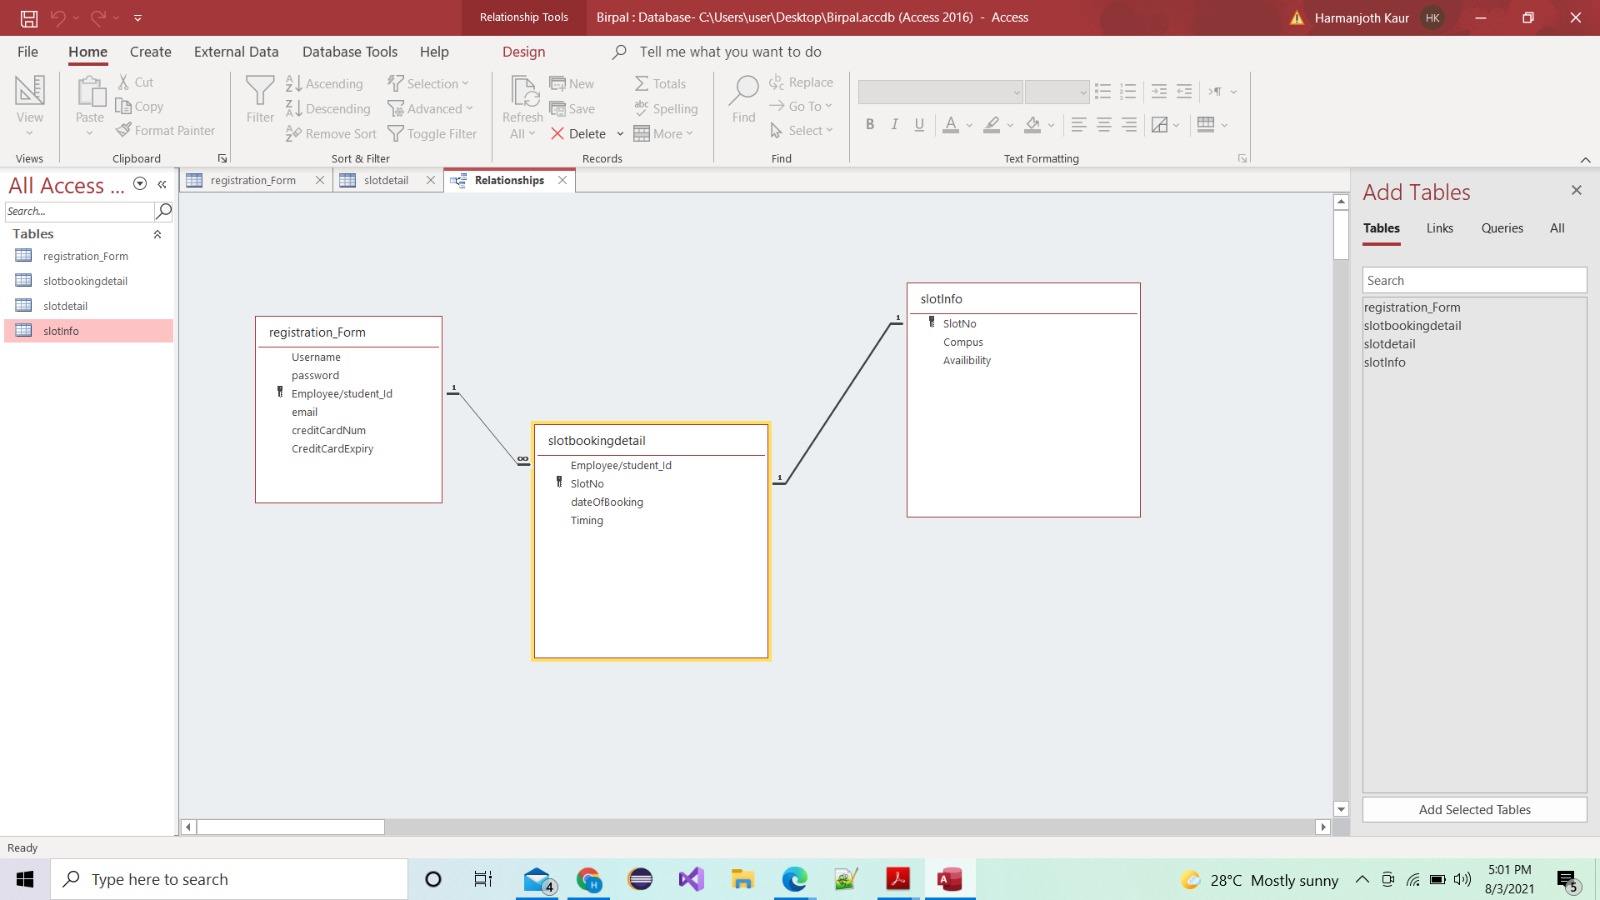 Relationship Tools
Birpal : Database- C:\Users\user\Desktop\Birpal.accdb (Access 2016) - Access
Harmanjoth Kaur
HK
File Home Create External Data Database Tools Help Design Tell me what you want to do
View
Views
Paste
Cut
Copy
Format Painter
Clipboard
Filter
Ascending
Descending
Remove Sort
Selection
Advanced
Toggle Filter
Sort & Filter
Refresh
All
New
Save
Delete
Totals
Spelling
More
Records
Find
Replace
Go To
Select
Find
B I U A
Text Formatting
All Access ...
Search...
Tables
registration_Form
slotbookingdetail
slotdetail
slotInfo
registration_Form
slotdetail
Relationships
registration_Form
Username
password
Employee/student_Id
email
creditCardNum
CreditCardExpiry
1
∞
slotbookingdetail
Employee/student_Id
SlotNo
dateOfBooking
Timing
1
1
slotInfo
SlotNo
Compus
Availibility
Add Tables
Tables Links Queries All
Search
registration_Form
slotbookingdetail
slotdetail
slotInfo
Add Selected Tables
Ready
Type here to search
4
28°C Mostly sunny
5:01 PM
8/3/2021
5